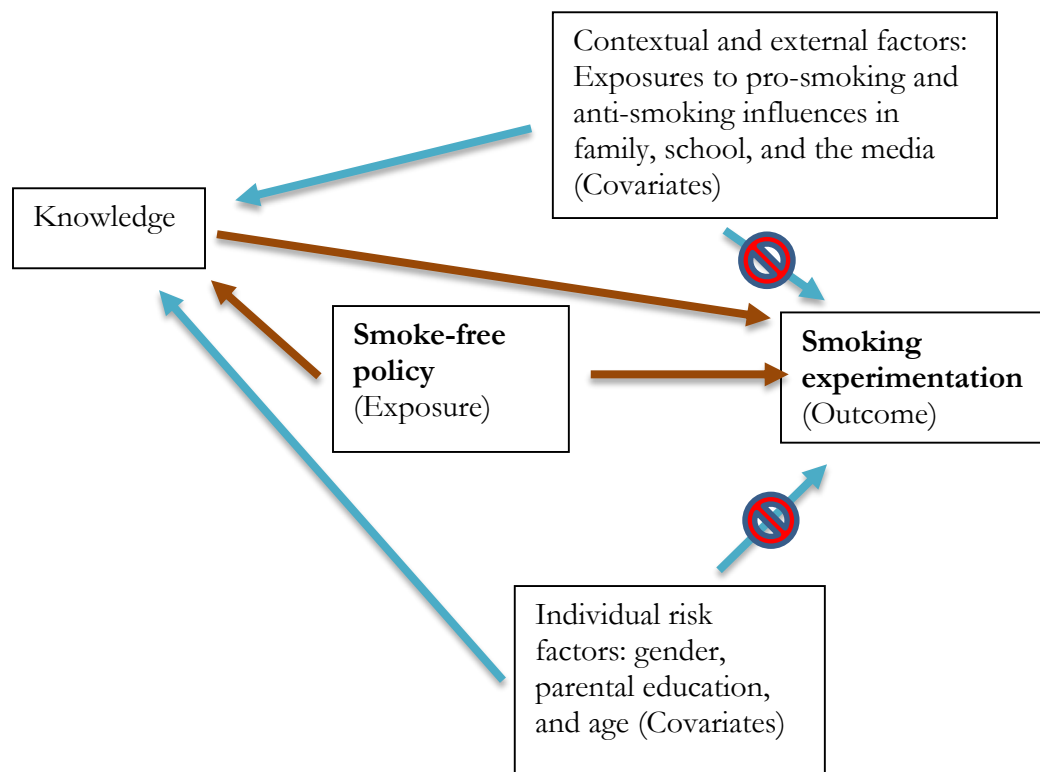 Contextual and external factors:
Exposures to pro-smoking and
anti-smoking influences in
family, school, and the media
(Covariates)
Knowledge
Smoke-free
policy
(Exposure)
Smoking
experimentation
(Outcome)
Individual risk
factors: gender,
parental education,
and age (Covariates)